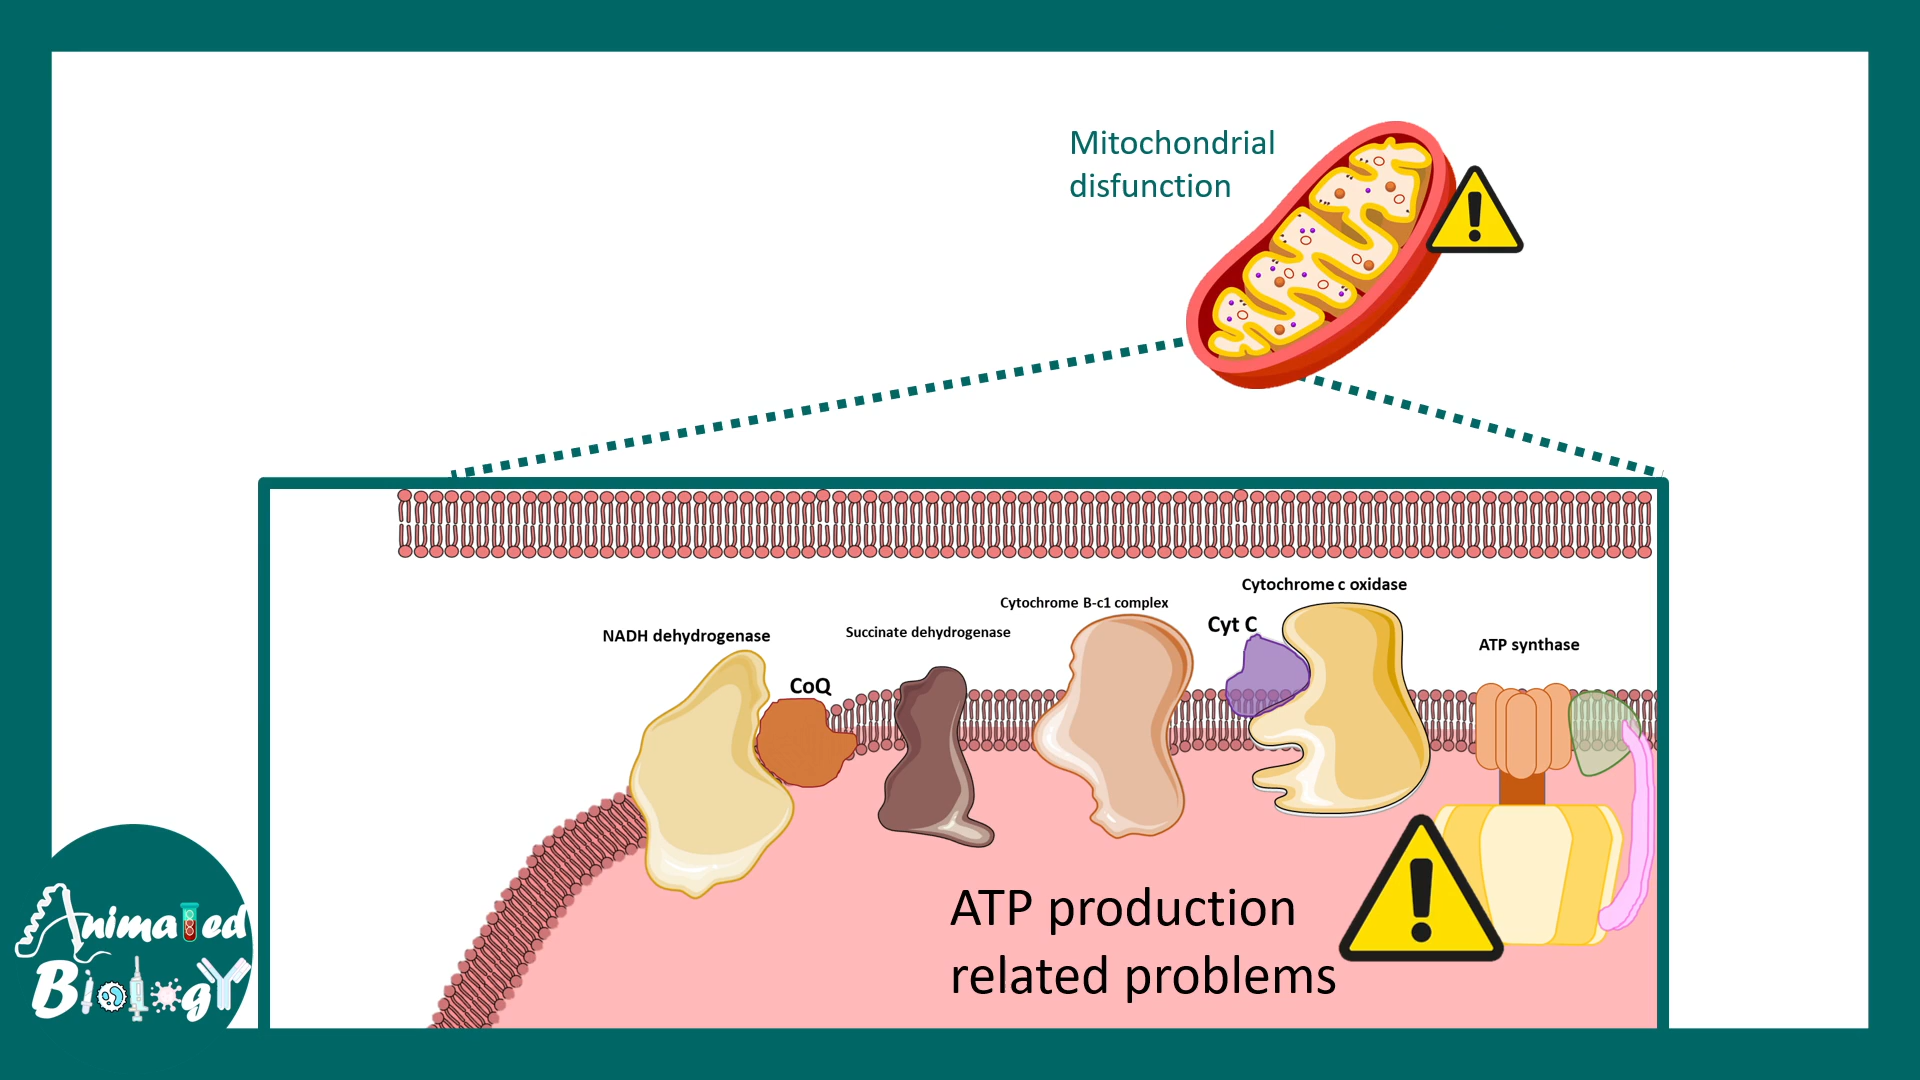 Mitochondrial
disfunction
Cytochrome c oxidase
Cytochrome B-c1 complex
Cyt C
Succinate dehydrogenase
NADH dehydrogenase
ATP synthase
CoQ
ATP production
related problems
Animated
Biology